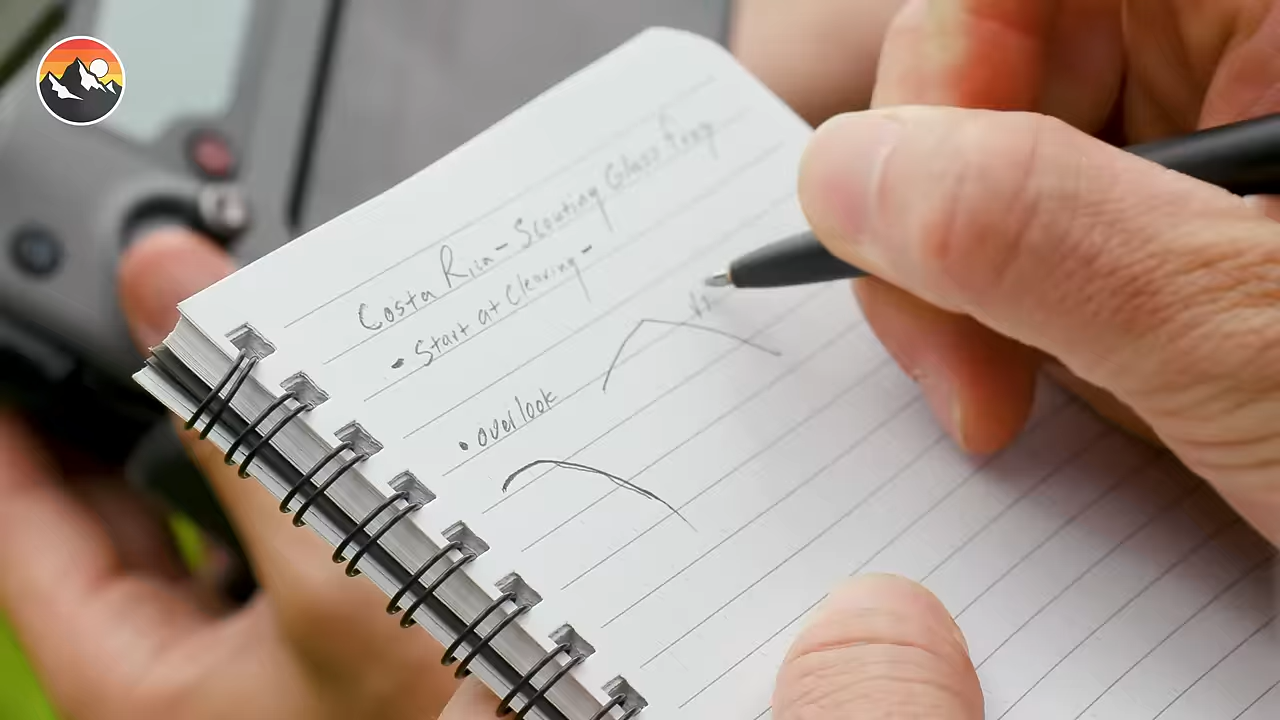 Costa Rica - Scouting Glass Frog
• Start at Clearing -
• overlook